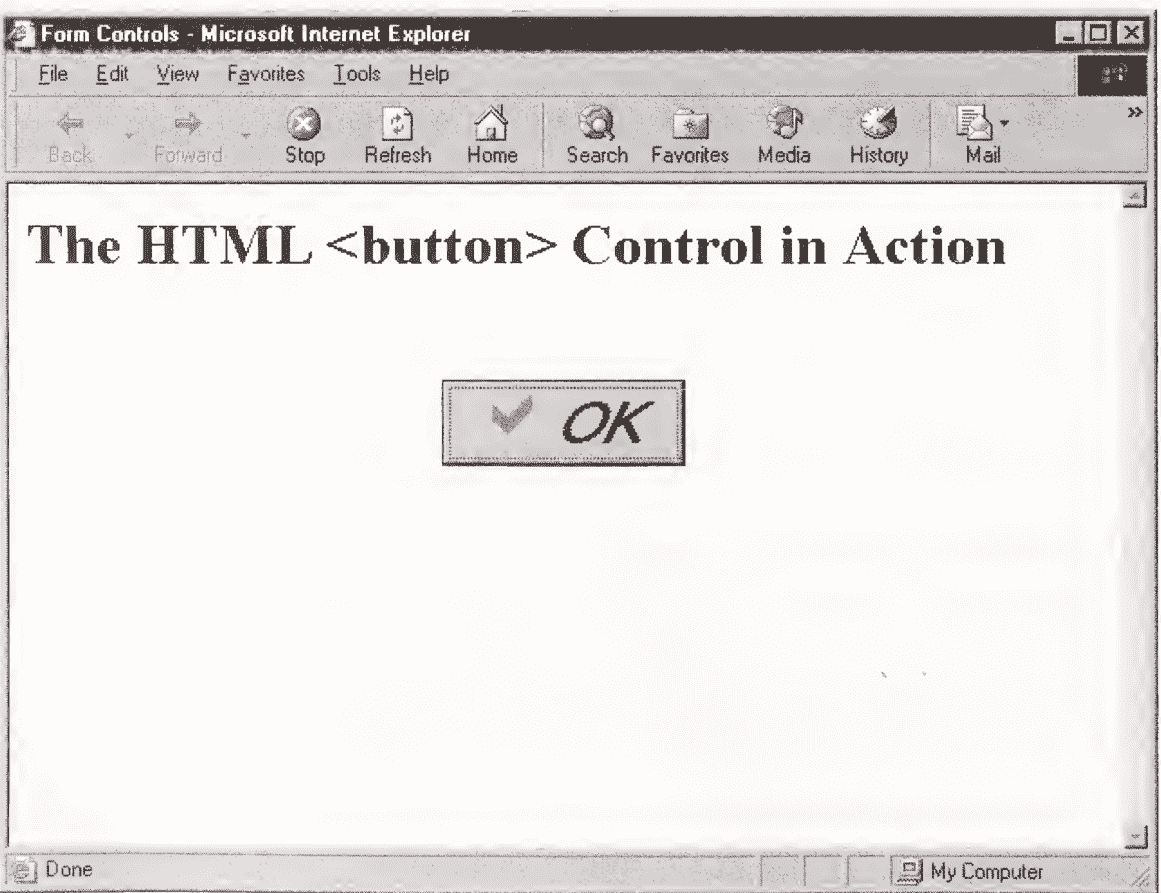 Form Controls - Microsoft Internet Explorer
File Edit View Favorites Tools Help
Back Forward Stop Refresh Home Search Favorites Media History Mail »
The HTML <button> Control in Action
OK
Done My Computer